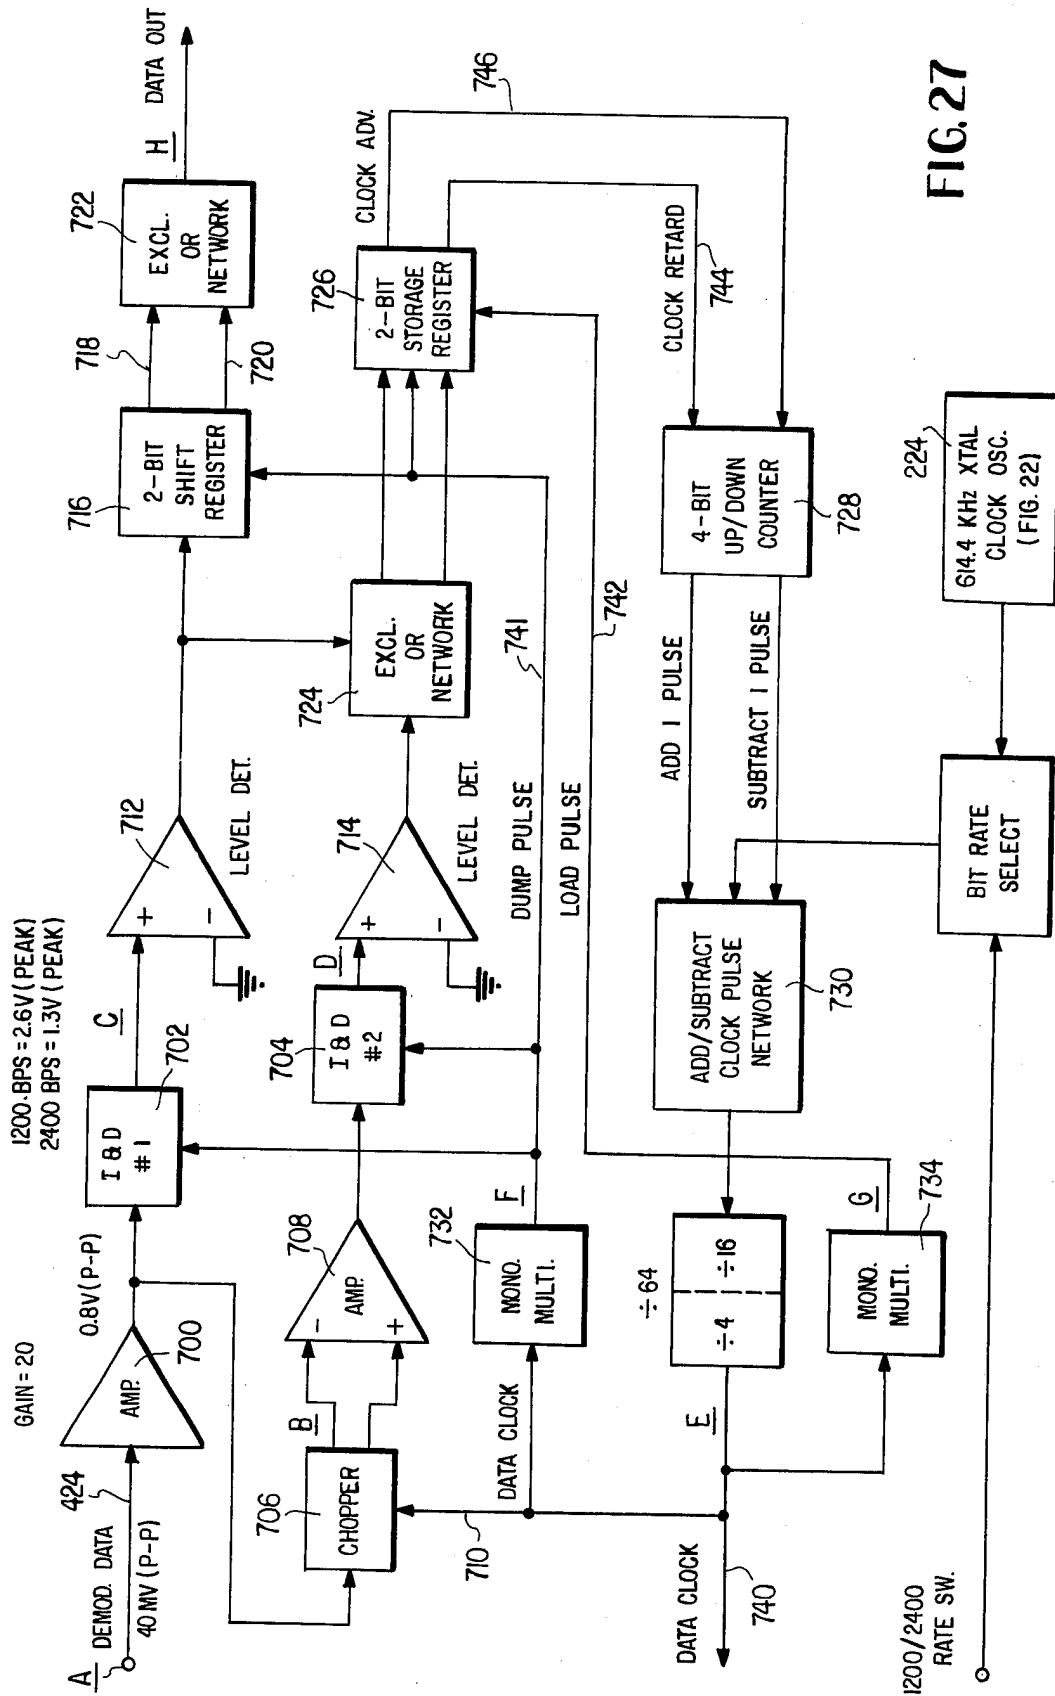 GAIN = 20
A
DEMOD. DATA
40 MV (P-P)
424
AMP.
700
0.8V (P-P)
1200 BPS = 2.6V (PEAK)
2400 BPS = 1.3V (PEAK)
I & D
#1
702
C
712
+
−
LEVEL DET.
716
2-BIT
SHIFT
REGISTER
718
720
722
EXCL.
OR
NETWORK
H
DATA OUT
706
CHOPPER
B
708
−
+
AMP.
704
I & D
#2
D
714
+
−
LEVEL DET.
724
EXCL.
OR
NETWORK
726
2-BIT
STORAGE
REGISTER
CLOCK ADV.
746
710
DATA CLOCK
732
MONO.
MULTI.
F
DUMP PULSE
741
LOAD PULSE
742
CLOCK RETARD
744
DATA CLOCK
740
E
÷64
÷4
÷16
ADD/SUBTRACT
CLOCK PULSE
NETWORK
730
ADD 1 PULSE
SUBTRACT 1 PULSE
4-BIT
UP/DOWN
COUNTER
728
MONO.
MULTI.
734
G
1200/2400
RATE SW.
BIT RATE
SELECT
224
614.4 KHz XTAL
CLOCK OSC.
(FIG. 22)
FIG. 27